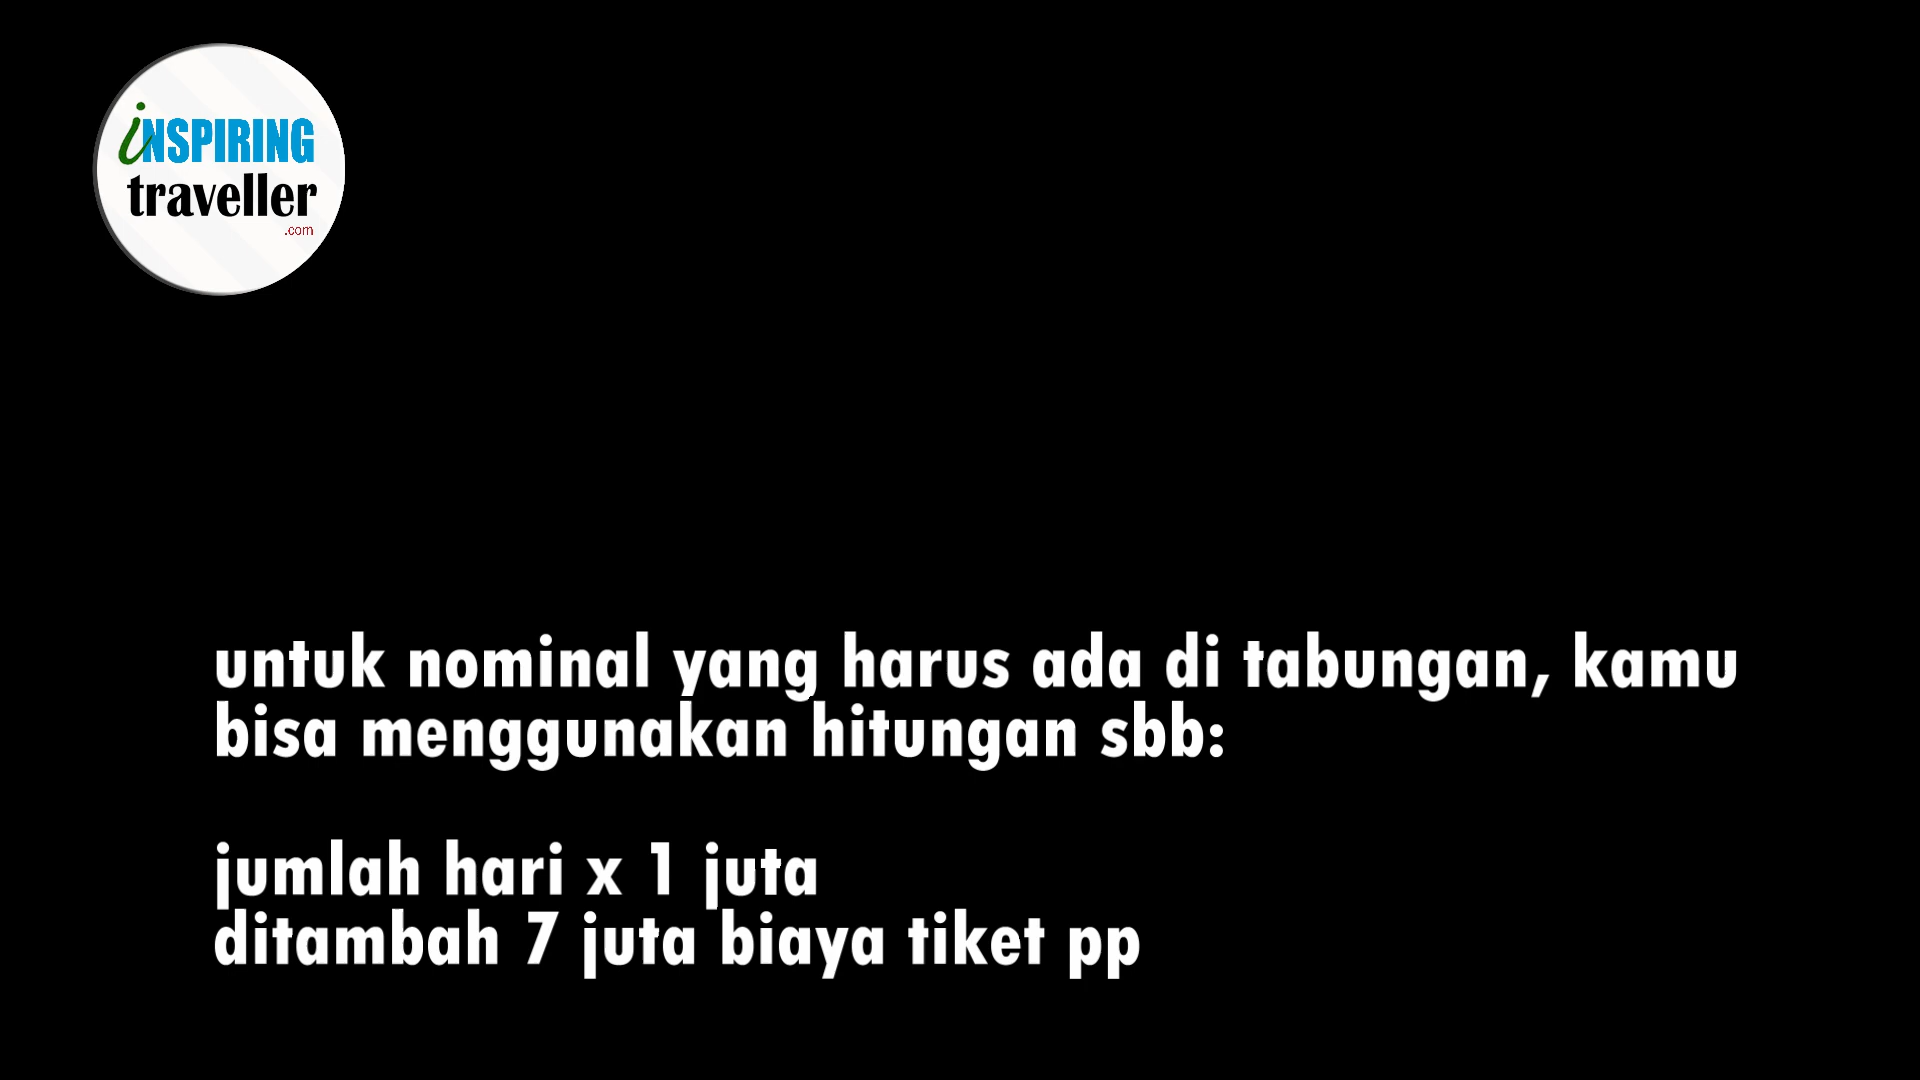 iNSPIRING
traveller
.com
untuk nominal yang harus ada di tabungan, kamu
bisa menggunakan hitungan sbb:
jumlah hari x 1 juta
ditambah 7 juta biaya tiket pp